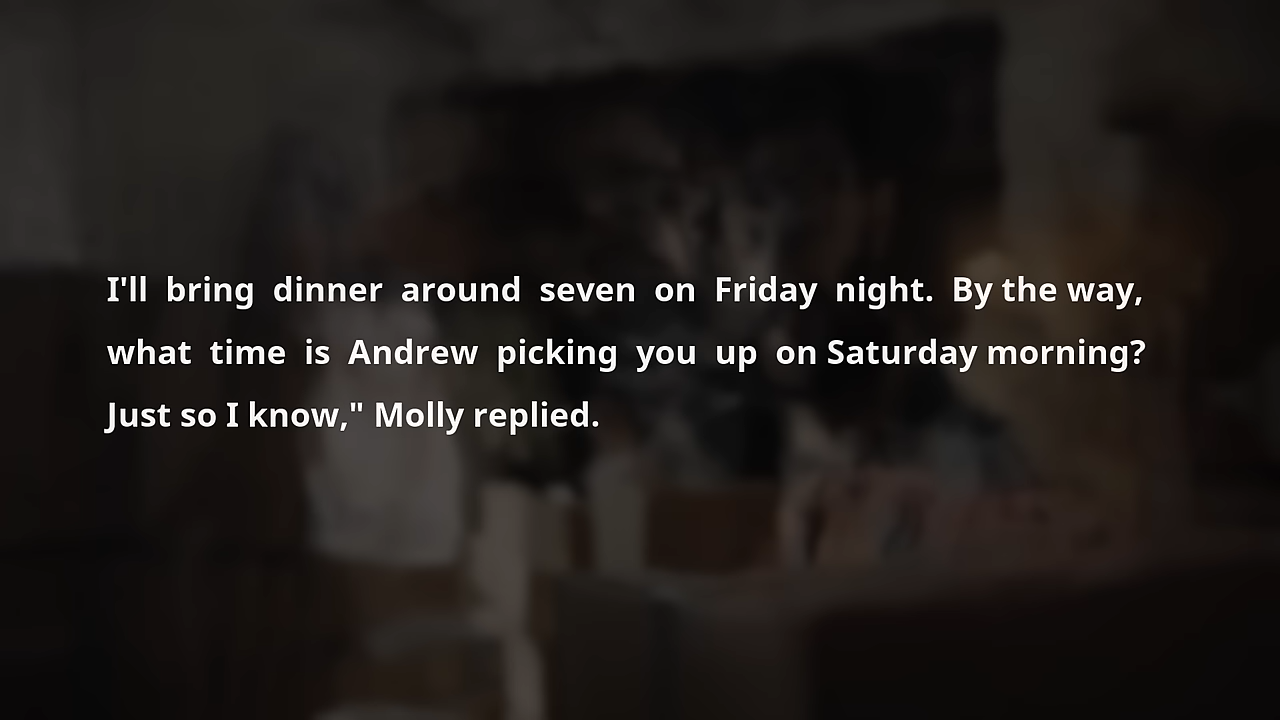 I'll bring dinner around seven on Friday night. By the way,
what time is Andrew picking you up on Saturday morning?
Just so I know," Molly replied.